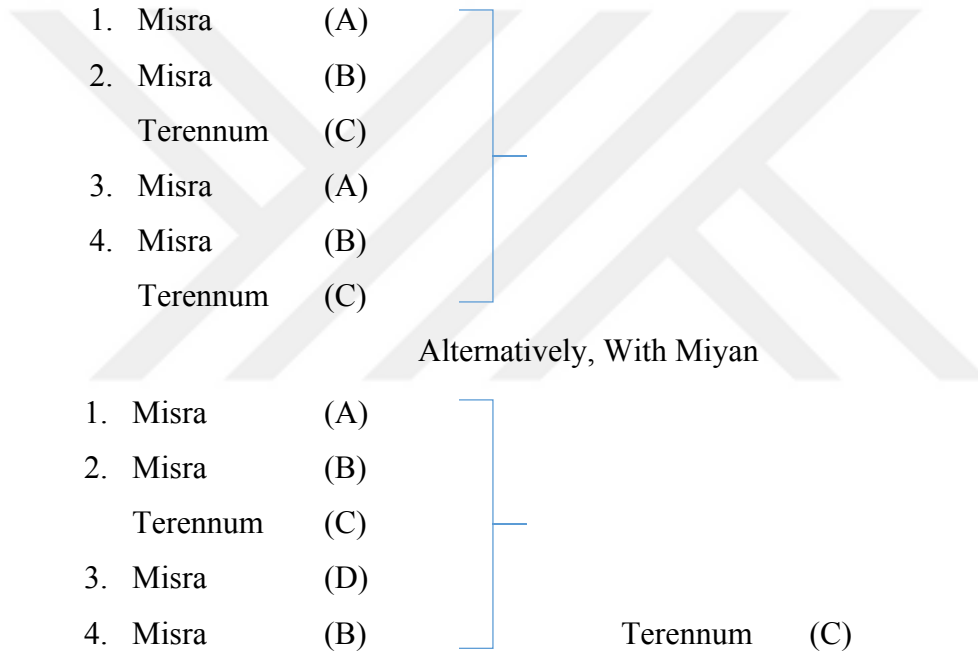 1. Misra (A)
2. Misra (B)
Terennum (C)
3. Misra (A)
4. Misra (B)
Terennum (C)
Alternatively, With Miyan
1. Misra (A)
2. Misra (B)
Terennum (C)
3. Misra (D)
4. Misra (B) Terennum (C)